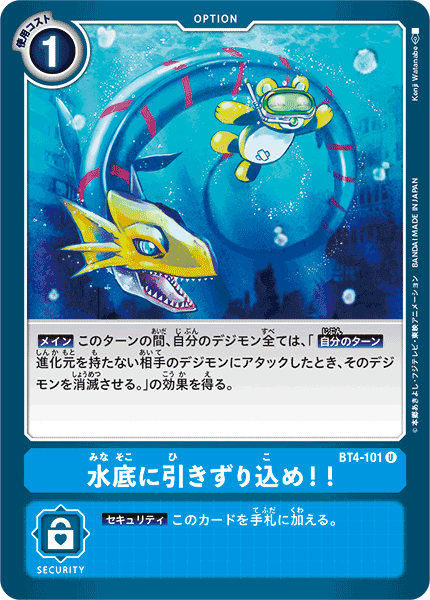 OPTION
使用コスト
1
Kenji Watanabe
©本郷あきよし・フジテレビ・東映アニメーション BANDAI MADE IN JAPAN
メイン このターンの間、自分のデジモン全ては、「自分のターン
進化元を持たない相手のデジモンにアタックしたとき、そのデジ
モンを消滅させる。」の効果を得る。
BT4-101 U
水底に引きずり込め!!
セキュリティ このカードを手札に加える。
SECURITY